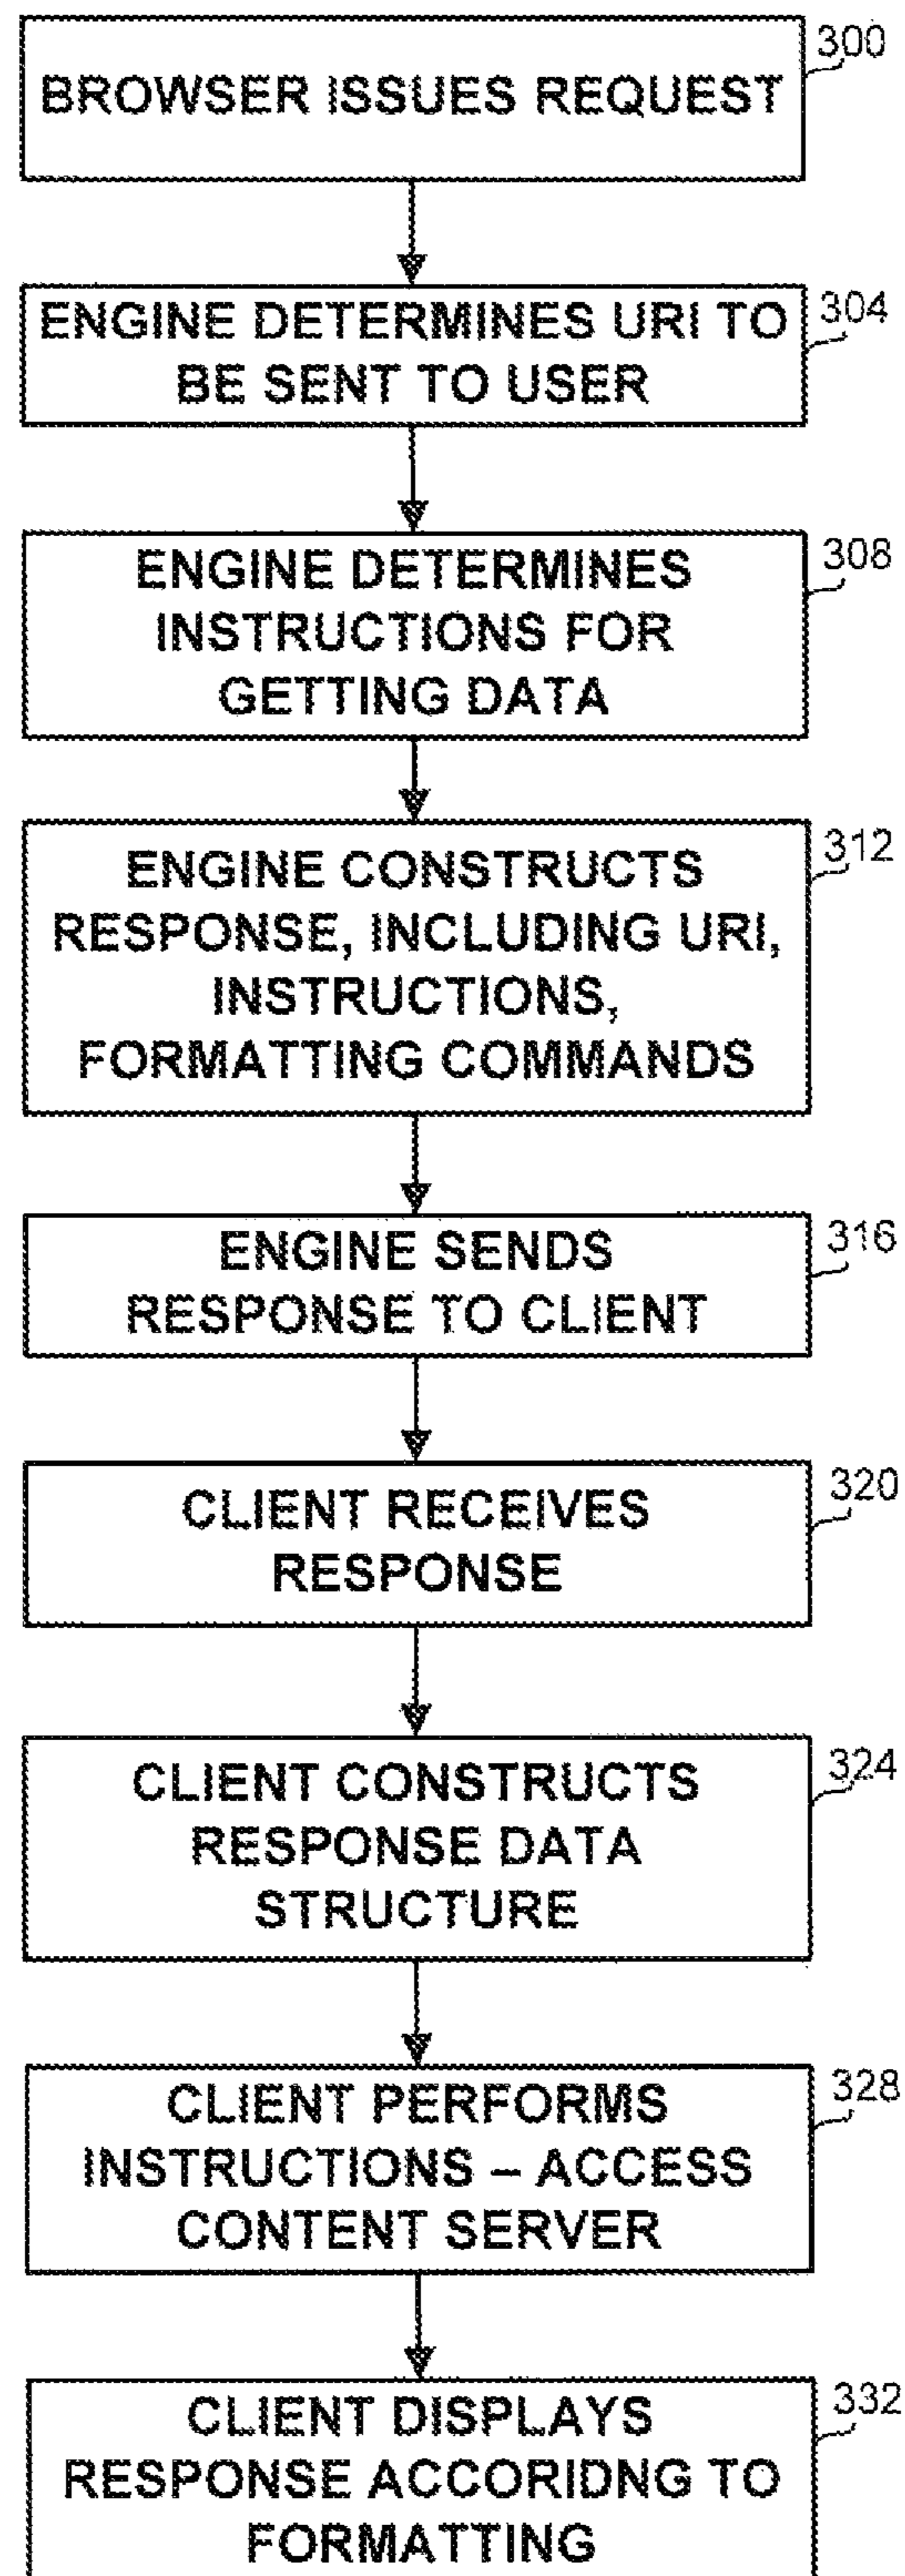 300
BROWSER ISSUES REQUEST
304
ENGINE DETERMINES URI TO
BE SENT TO USER
308
ENGINE DETERMINES
INSTRUCTIONS FOR
GETTING DATA
312
ENGINE CONSTRUCTS
RESPONSE, INCLUDING URI,
INSTRUCTIONS,
FORMATTING COMMANDS
316
ENGINE SENDS
RESPONSE TO CLIENT
320
CLIENT RECEIVES
RESPONSE
324
CLIENT CONSTRUCTS
RESPONSE DATA
STRUCTURE
328
CLIENT PERFORMS
INSTRUCTIONS – ACCESS
CONTENT SERVER
332
CLIENT DISPLAYS
RESPONSE ACCORIDNG TO
FORMATTING